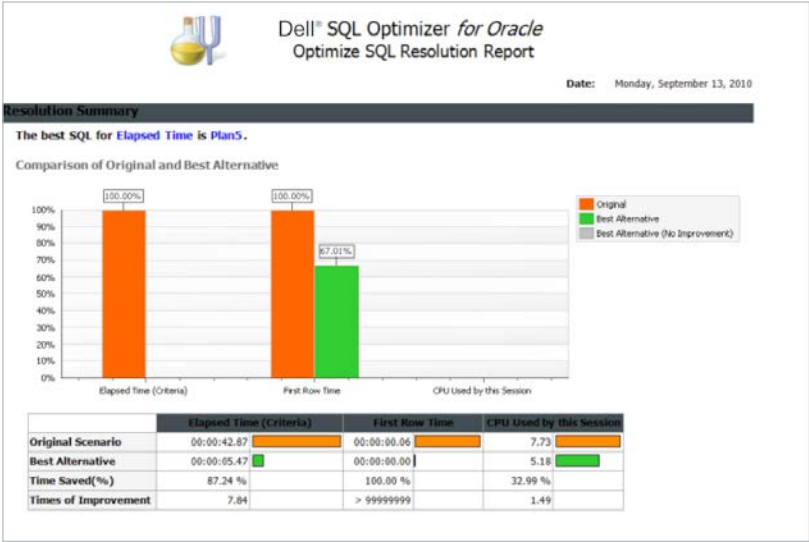 Dell® SQL Optimizer for Oracle
Optimize SQL Resolution Report
Date: Monday, September 13, 2010
Resolution Summary
The best SQL for Elapsed Time is Plan5.
Comparison of Original and Best Alternative
100.00% 100.00%
67.01%
100%
90%
80%
70%
60%
50%
40%
30%
20%
10%
0%
Elapsed Time (Criteria) First Row Time CPU Used by this Session
Original
Best Alternative
Best Alternative (No Improvement)
Elapsed Time (Criteria) First Row Time CPU Used by this Session
Original Scenario 00:00:42.87 00:00:00.06 7.73
Best Alternative 00:00:05.47 00:00:00.00 5.18
Time Saved(%) 87.24 % 100.00 % 32.99 %
Times of Improvement 7.84 > 99999999 1.49